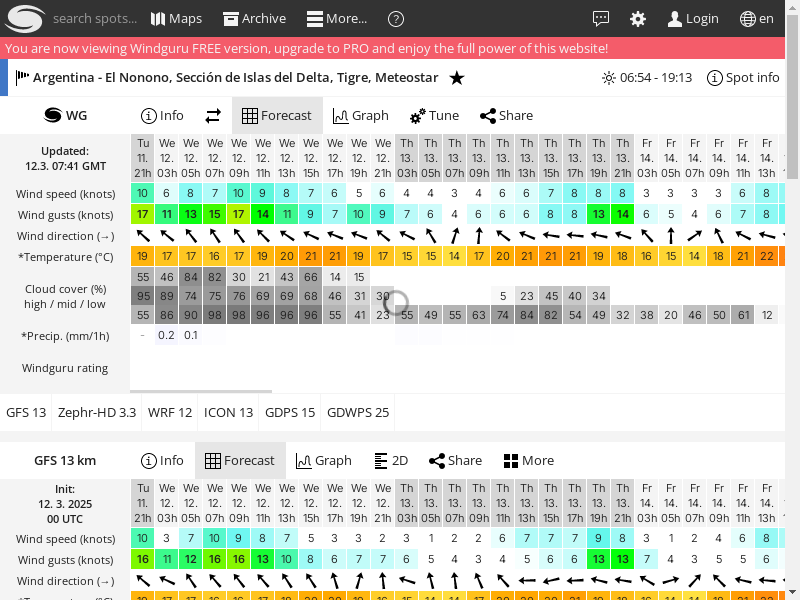 search spots... Maps Archive More... ? Login en
You are now viewing Windguru FREE version, upgrade to PRO and enjoy the full power of this website!
Argentina - El Nonono, Sección de Islas del Delta, Tigre, Meteostar 06:54 - 19:13 Spot info
WG Info Forecast Graph Tune Share
Updated:
12.3. 07:41 GMT
Tu We We We We We We We We We We Th Th Th Th Th Th Th Th Th Th Fr Fr Fr Fr Fr Fr
11. 12. 12. 12. 12. 12. 12. 12. 12. 12. 12. 13. 13. 13. 13. 13. 13. 13. 13. 13. 13. 14. 14. 14. 14. 14. 14.
21h 03h 05h 07h 09h 11h 13h 15h 17h 19h 21h 03h 05h 07h 09h 11h 13h 15h 17h 19h 21h 03h 05h 07h 09h 11h 13h
Wind speed (knots) 10 6 8 7 10 9 8 7 6 5 6 4 4 3 4 6 6 7 8 8 8 3 3 3 3 6 8
Wind gusts (knots) 17 11 13 15 17 14 11 9 7 10 9 7 6 4 6 6 6 8 8 13 14 6 5 4 6 7 8
Wind direction (→)
*Temperature (°C) 19 17 17 16 17 19 20 21 21 19 17 15 15 14 17 20 21 21 21 19 18 16 15 14 18 21 22
Cloud cover (%)
high / mid / low
55 46 84 82 30 21 43 66 14 15
95 89 74 75 76 69 69 68 46 31 30 5 23 45 40 34
55 86 90 98 98 96 96 96 55 41 23 55 49 55 63 74 84 82 54 49 32 38 20 46 50 61 12
*Precip. (mm/1h) - 0.2 0.1
Windguru rating
GFS 13 Zephr-HD 3.3 WRF 12 ICON 13 GDPS 15 GDWPS 25
GFS 13 km Info Forecast Graph 2D Share More
Init:
12. 3. 2025
00 UTC
Tu We We We We We We We We We We Th Th Th Th Th Th Th Th Th Th Fr Fr Fr Fr Fr Fr
11. 12. 12. 12. 12. 12. 12. 12. 12. 12. 12. 13. 13. 13. 13. 13. 13. 13. 13. 13. 13. 14. 14. 14. 14. 14. 14.
21h 03h 05h 07h 09h 11h 13h 15h 17h 19h 21h 03h 05h 07h 09h 11h 13h 15h 17h 19h 21h 03h 05h 07h 09h 11h 13h
Wind speed (knots) 10 3 7 10 9 8 7 5 3 3 2 3 1 2 2 6 7 7 7 9 8 3 1 2 4 6 8
Wind gusts (knots) 16 11 12 16 16 13 10 8 6 7 7 6 5 4 3 4 5 6 6 13 13 7 4 3 5 5 6
Wind direction (→)